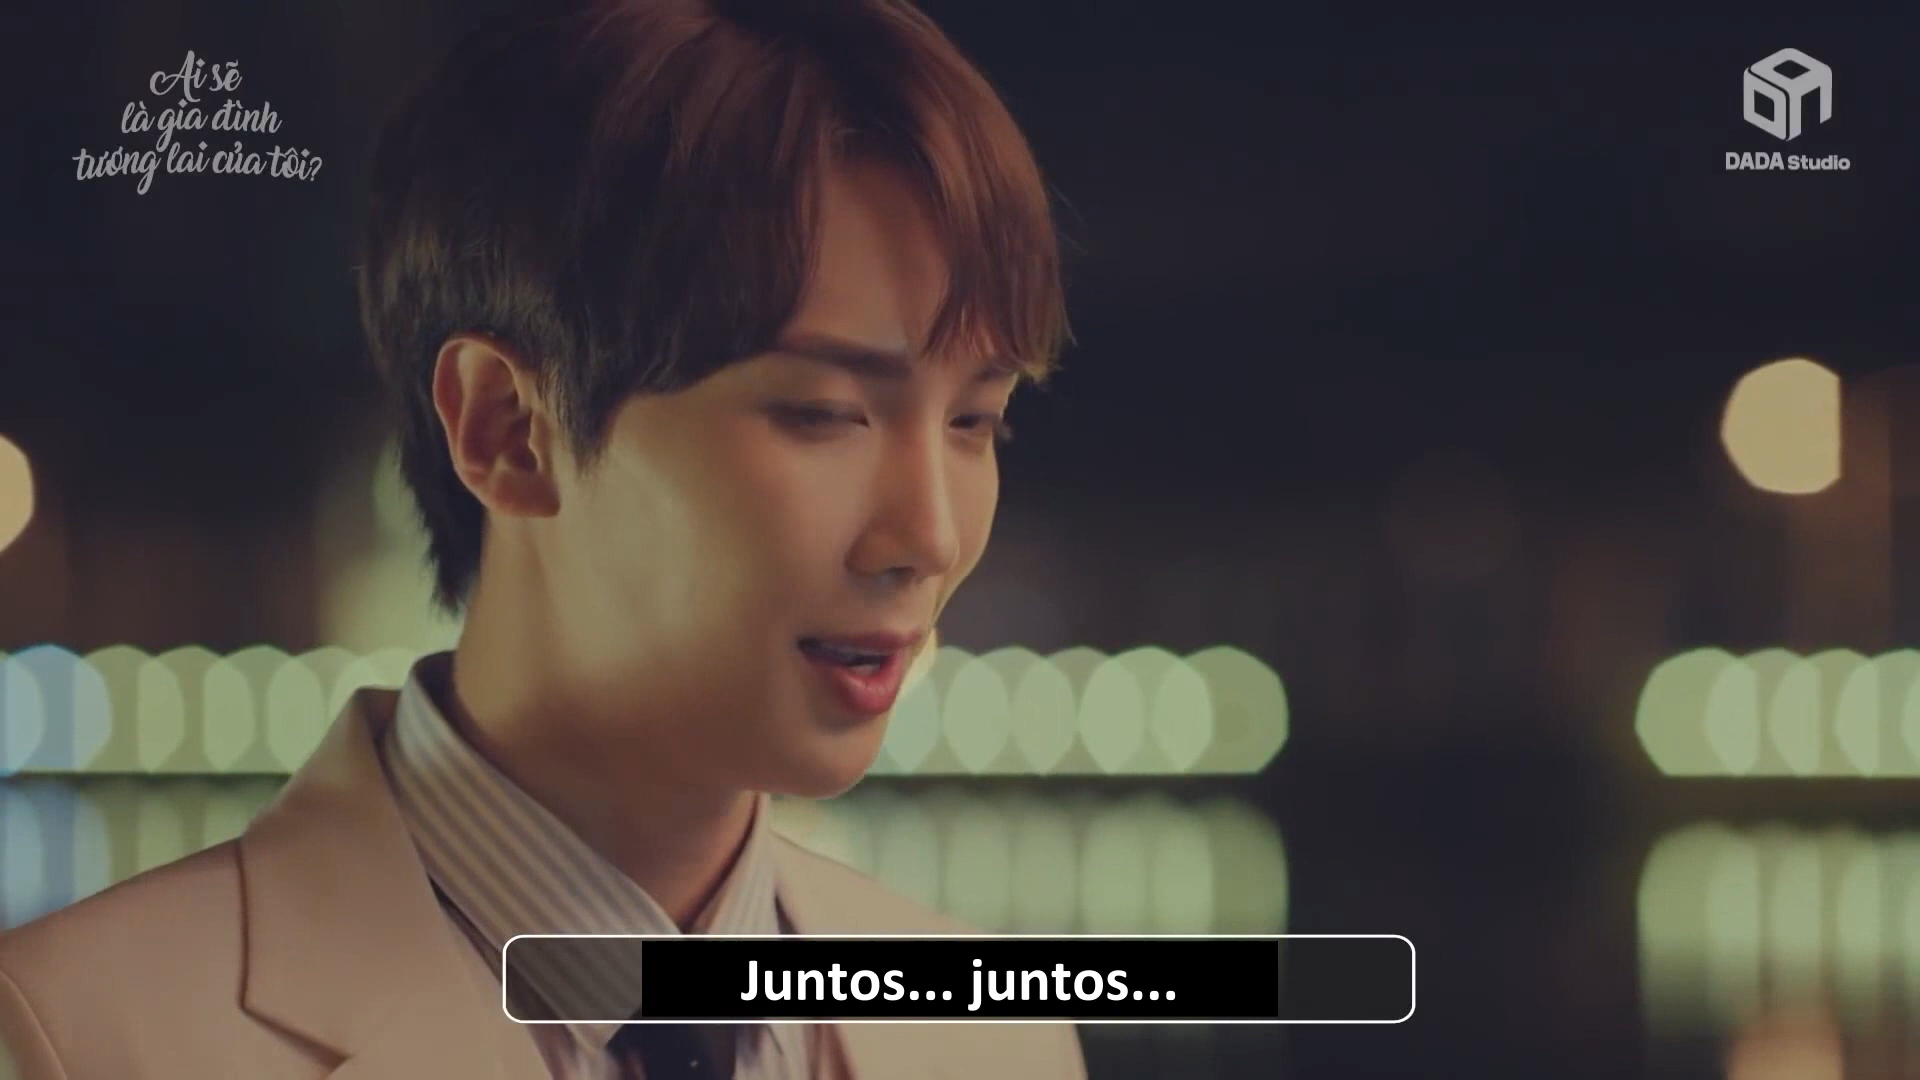 Ai sẽ
là gia đình
tương lai của tôi?
DADA Studio
Juntos... juntos...